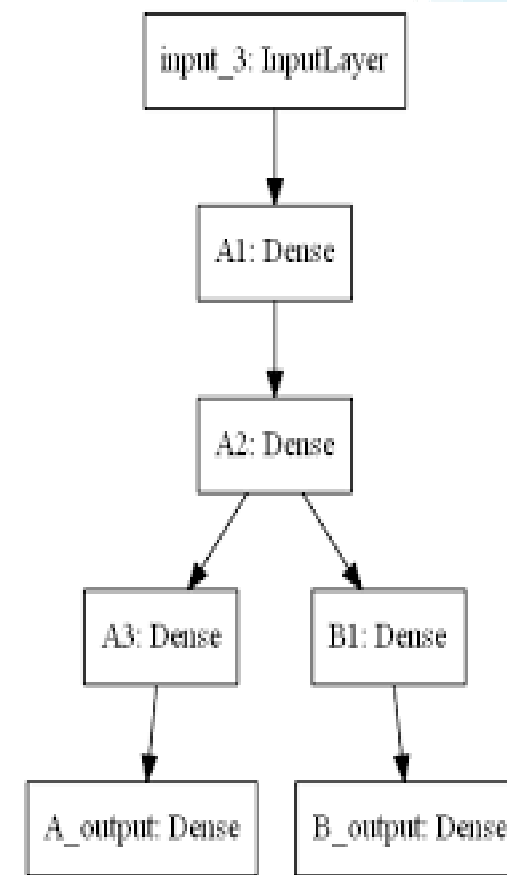 input_3: InputLayer
A1: Dense
A2: Dense
A3: Dense
B1: Dense
A_output: Dense
B_output: Dense